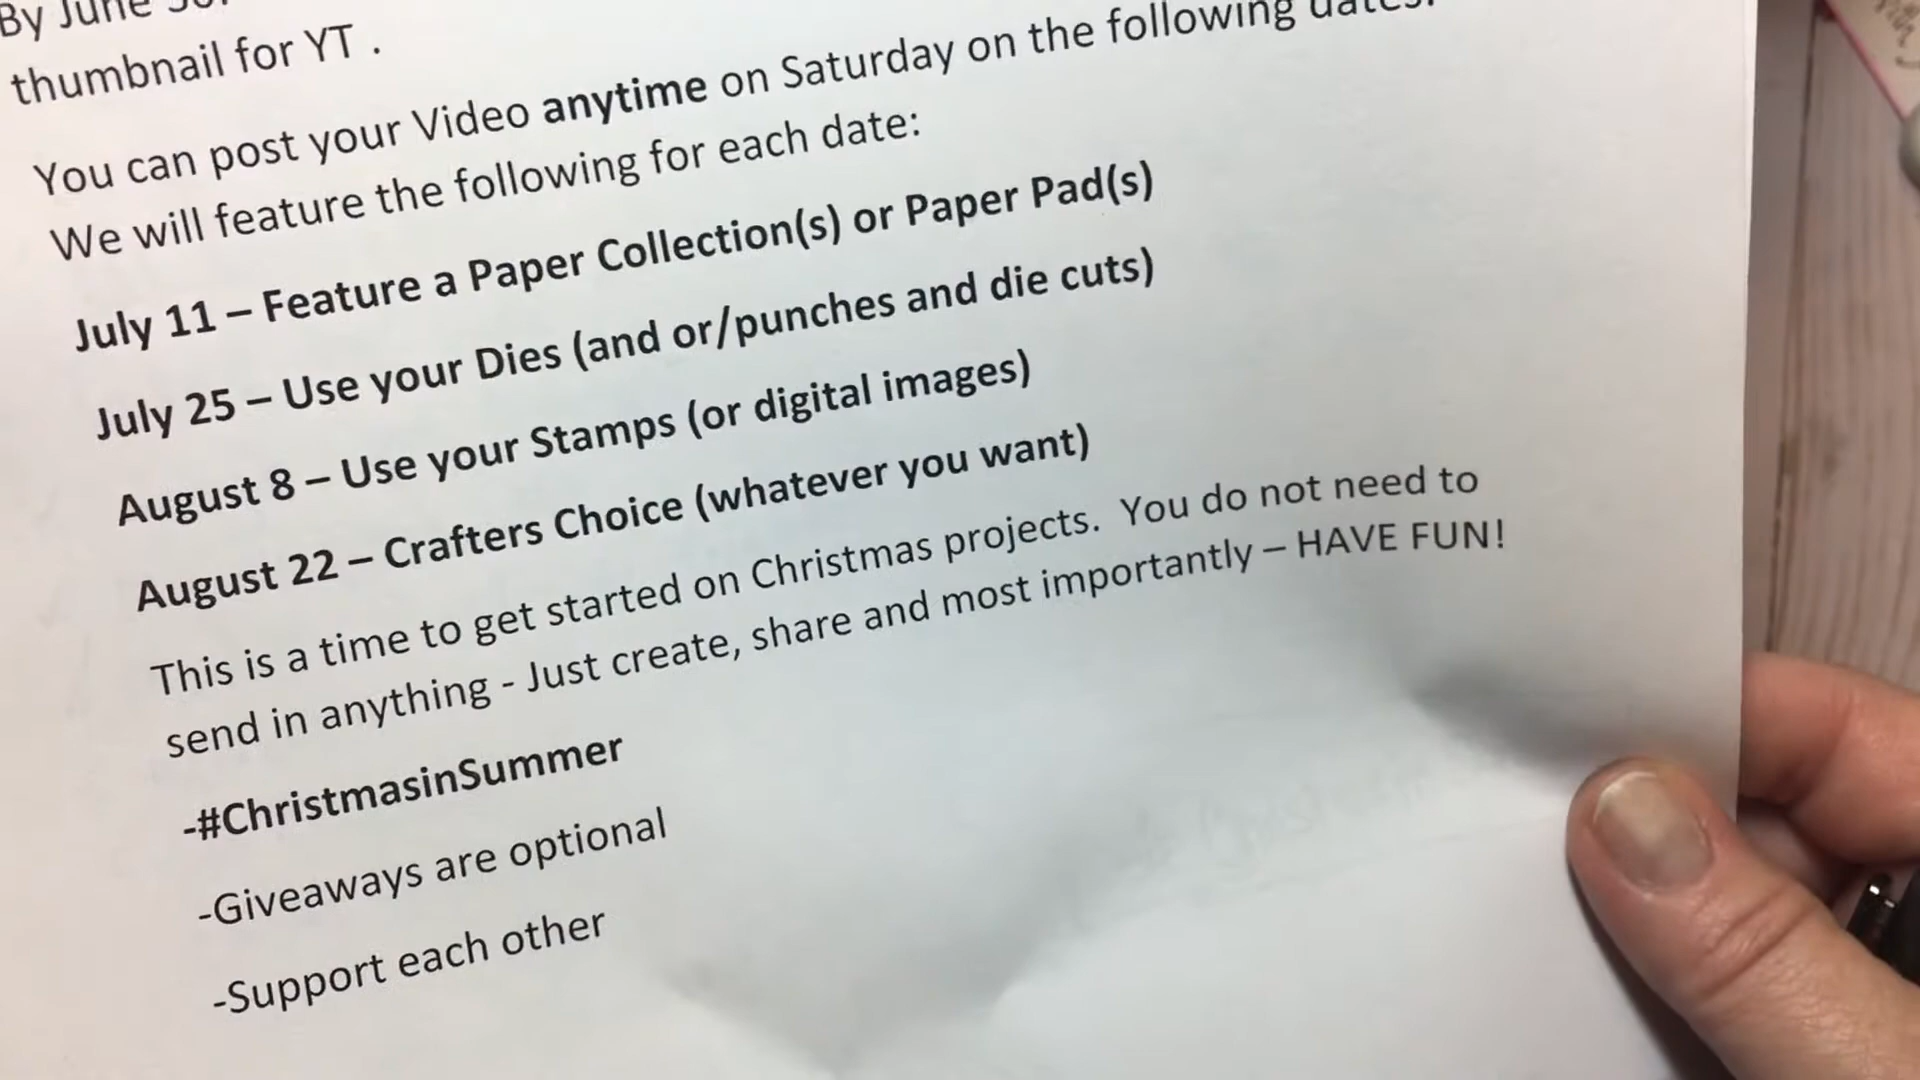 By June 30
thumbnail for YT .
You can post your Video anytime on Saturday on the following dates.
We will feature the following for each date:
July 11 – Feature a Paper Collection(s) or Paper Pad(s)
July 25 – Use your Dies (and or/punches and die cuts)
August 8 – Use your Stamps (or digital images)
August 22 – Crafters Choice (whatever you want)
This is a time to get started on Christmas projects.  You do not need to
send in anything - Just create, share and most importantly – HAVE FUN!
-#ChristmasinSummer
-Giveaways are optional
-Support each other